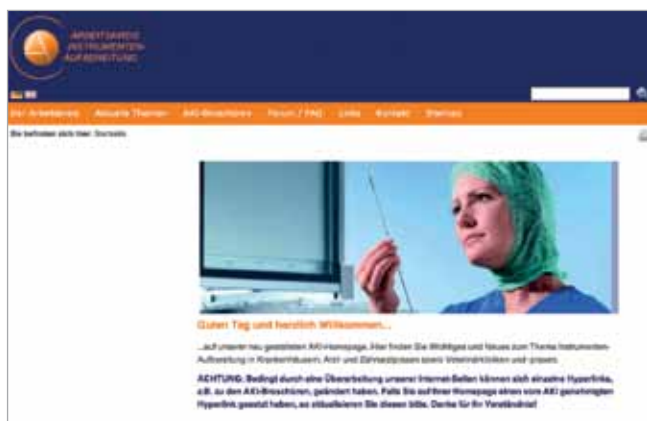 ARBEITSKREIS
INSTRUMENTEN-
AUFBEREITUNG
Der Arbeitskreis Aktuelle Themen AKI-Broschüren Forum / FAQ Links Kontakt Sitemap
Sie befinden sich hier: Startseite
Guten Tag und herzlich Willkommen...
...auf unserer neu gestalteten AKI-Homepage. Hier finden Sie Wichtiges und Neues zum Thema Instrumenten-
Aufbereitung in Krankenhäusern, Arzt- und Zahnarztpraxen sowie Veterinärkliniken und -praxen.
ACHTUNG: Bedingt durch eine Überarbeitung unserer Internet-Seiten können sich einzelne Hyperlinks,
z.B. zu den AKI-Broschüren, geändert haben. Falls Sie auf Ihrer Homepage einen vom AKI genehmigten
Hyperlink gesetzt haben, so aktualisieren Sie diesen bitte. Danke für Ihr Verständnis!